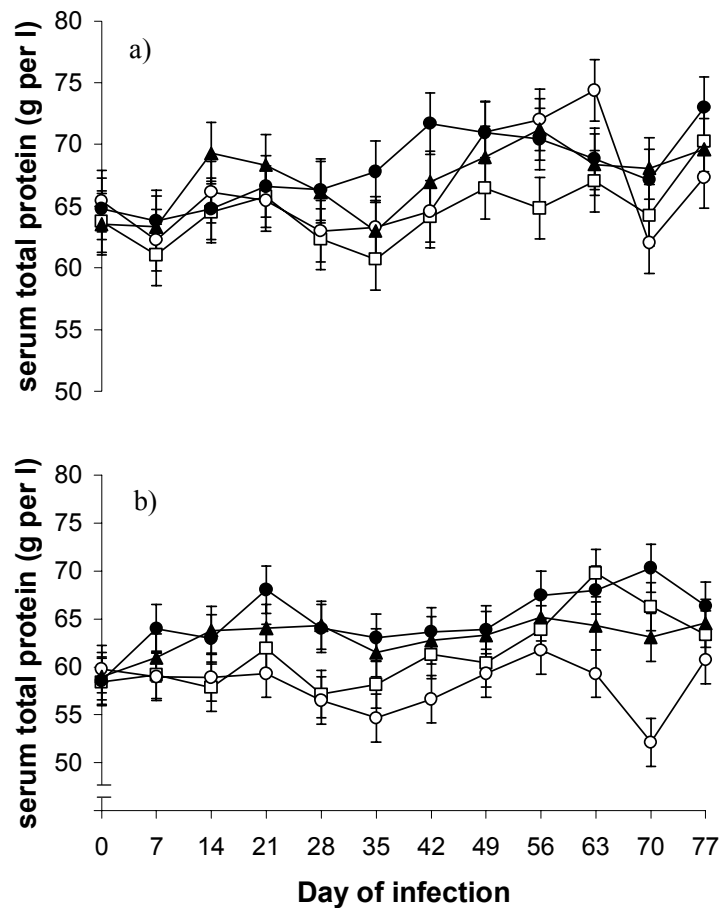 a)
serum total protein (g per l)
80
75
70
65
60
55
50
b)
serum total protein (g per l)
80
75
70
65
60
55
50
0 7 14 21 28 35 42 49 56 63 70 77
Day of infection